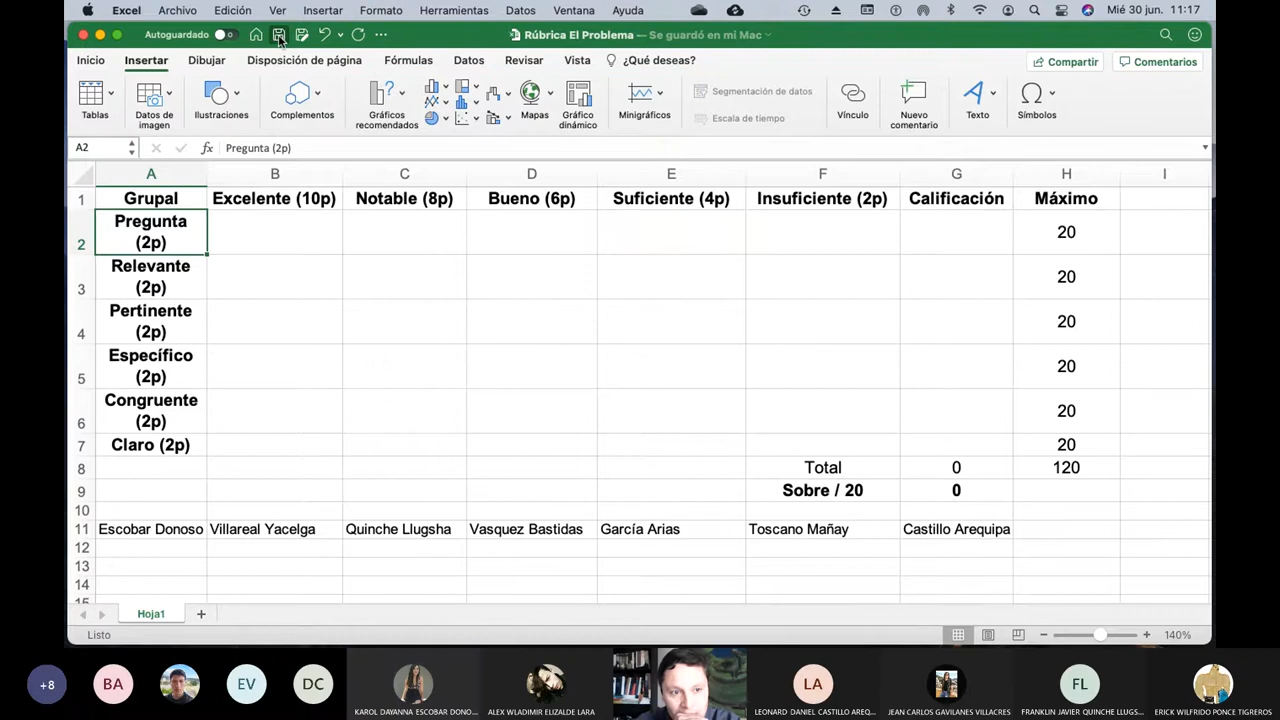 Excel Archivo Edición Ver Insertar Formato Herramientas Datos Ventana Ayuda Mié 30 jun. 11:17
Autoguardado Rúbrica El Problema — Se guardó en mi Mac
Inicio Insertar Dibujar Disposición de página Fórmulas Datos Revisar Vista ¿Qué deseas? Compartir Comentarios
Tablas Datos de imagen Ilustraciones Complementos Gráficos recomendados Mapas Gráfico dinámico Minigráficos Segmentación de datos Escala de tiempo Vínculo Nuevo comentario Texto Símbolos
A2 fx Pregunta (2p)
A B C D E F G H I
1 Grupal Excelente (10p) Notable (8p) Bueno (6p) Suficiente (4p) Insuficiente (2p) Calificación Máximo
2 Pregunta (2p) 20
3 Relevante (2p) 20
4 Pertinente (2p) 20
5 Específico (2p) 20
6 Congruente (2p) 20
7 Claro (2p) 20
8 Total 0 120
9 Sobre / 20 0
10
11 Escobar Donoso Villareal Yacelga Quinche Llugsha Vasquez Bastidas García Arias Toscano Mañay Castillo Arequipa
12
13
14
15
Hoja1 +
Listo 140%
+8 BA EV DC LA FL
KAROL DAYANNA ESCOBAR DONO... ALEX WLADIMIR ELIZALDE LARA LEONARD DANIEL CASTILLO AREQ... JEAN CARLOS GAVILANES VILLACRES FRANKLIN JAVIER QUINCHE LLUGS... ERICK WILFRIDO PONCE TIGREROS